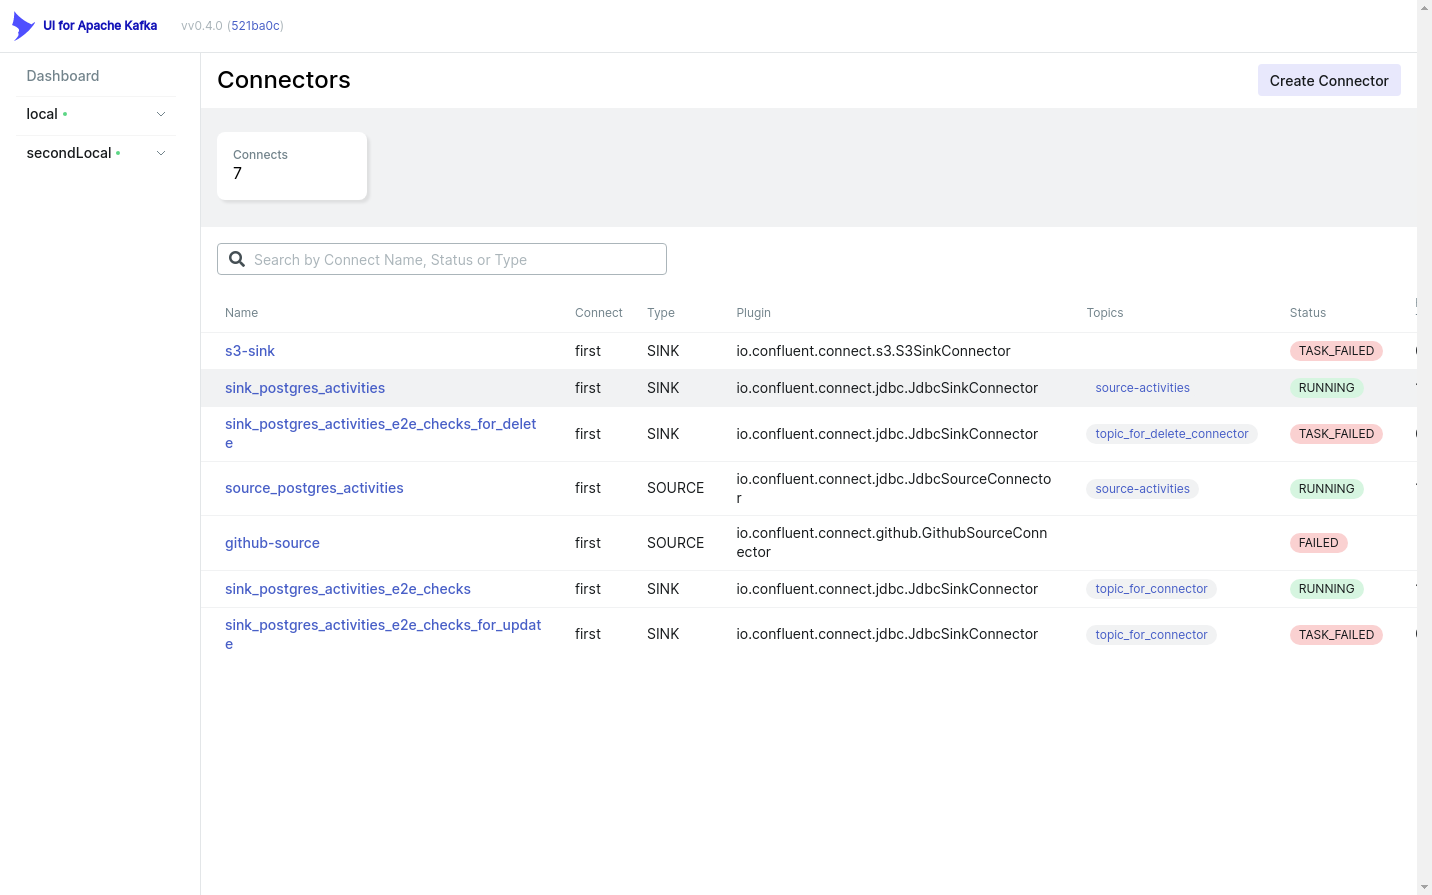 UI for Apache Kafka
vv0.4.0 (521ba0c)
Dashboard
local
secondLocal
Connectors
Create Connector
Connects
7
Search by Connect Name, Status or Type
Name Connect Type Plugin Topics Status
s3-sink first SINK io.confluent.connect.s3.S3SinkConnector TASK_FAILED
sink_postgres_activities first SINK io.confluent.connect.jdbc.JdbcSinkConnector source-activities RUNNING
sink_postgres_activities_e2e_checks_for_delet
e
first SINK io.confluent.connect.jdbc.JdbcSinkConnector topic_for_delete_connector TASK_FAILED
source_postgres_activities first SOURCE
io.confluent.connect.jdbc.JdbcSourceConnecto
r
source-activities RUNNING
github-source first SOURCE
io.confluent.connect.github.GithubSourceConn
ector
FAILED
sink_postgres_activities_e2e_checks first SINK io.confluent.connect.jdbc.JdbcSinkConnector topic_for_connector RUNNING
sink_postgres_activities_e2e_checks_for_updat
e
first SINK io.confluent.connect.jdbc.JdbcSinkConnector topic_for_connector TASK_FAILED